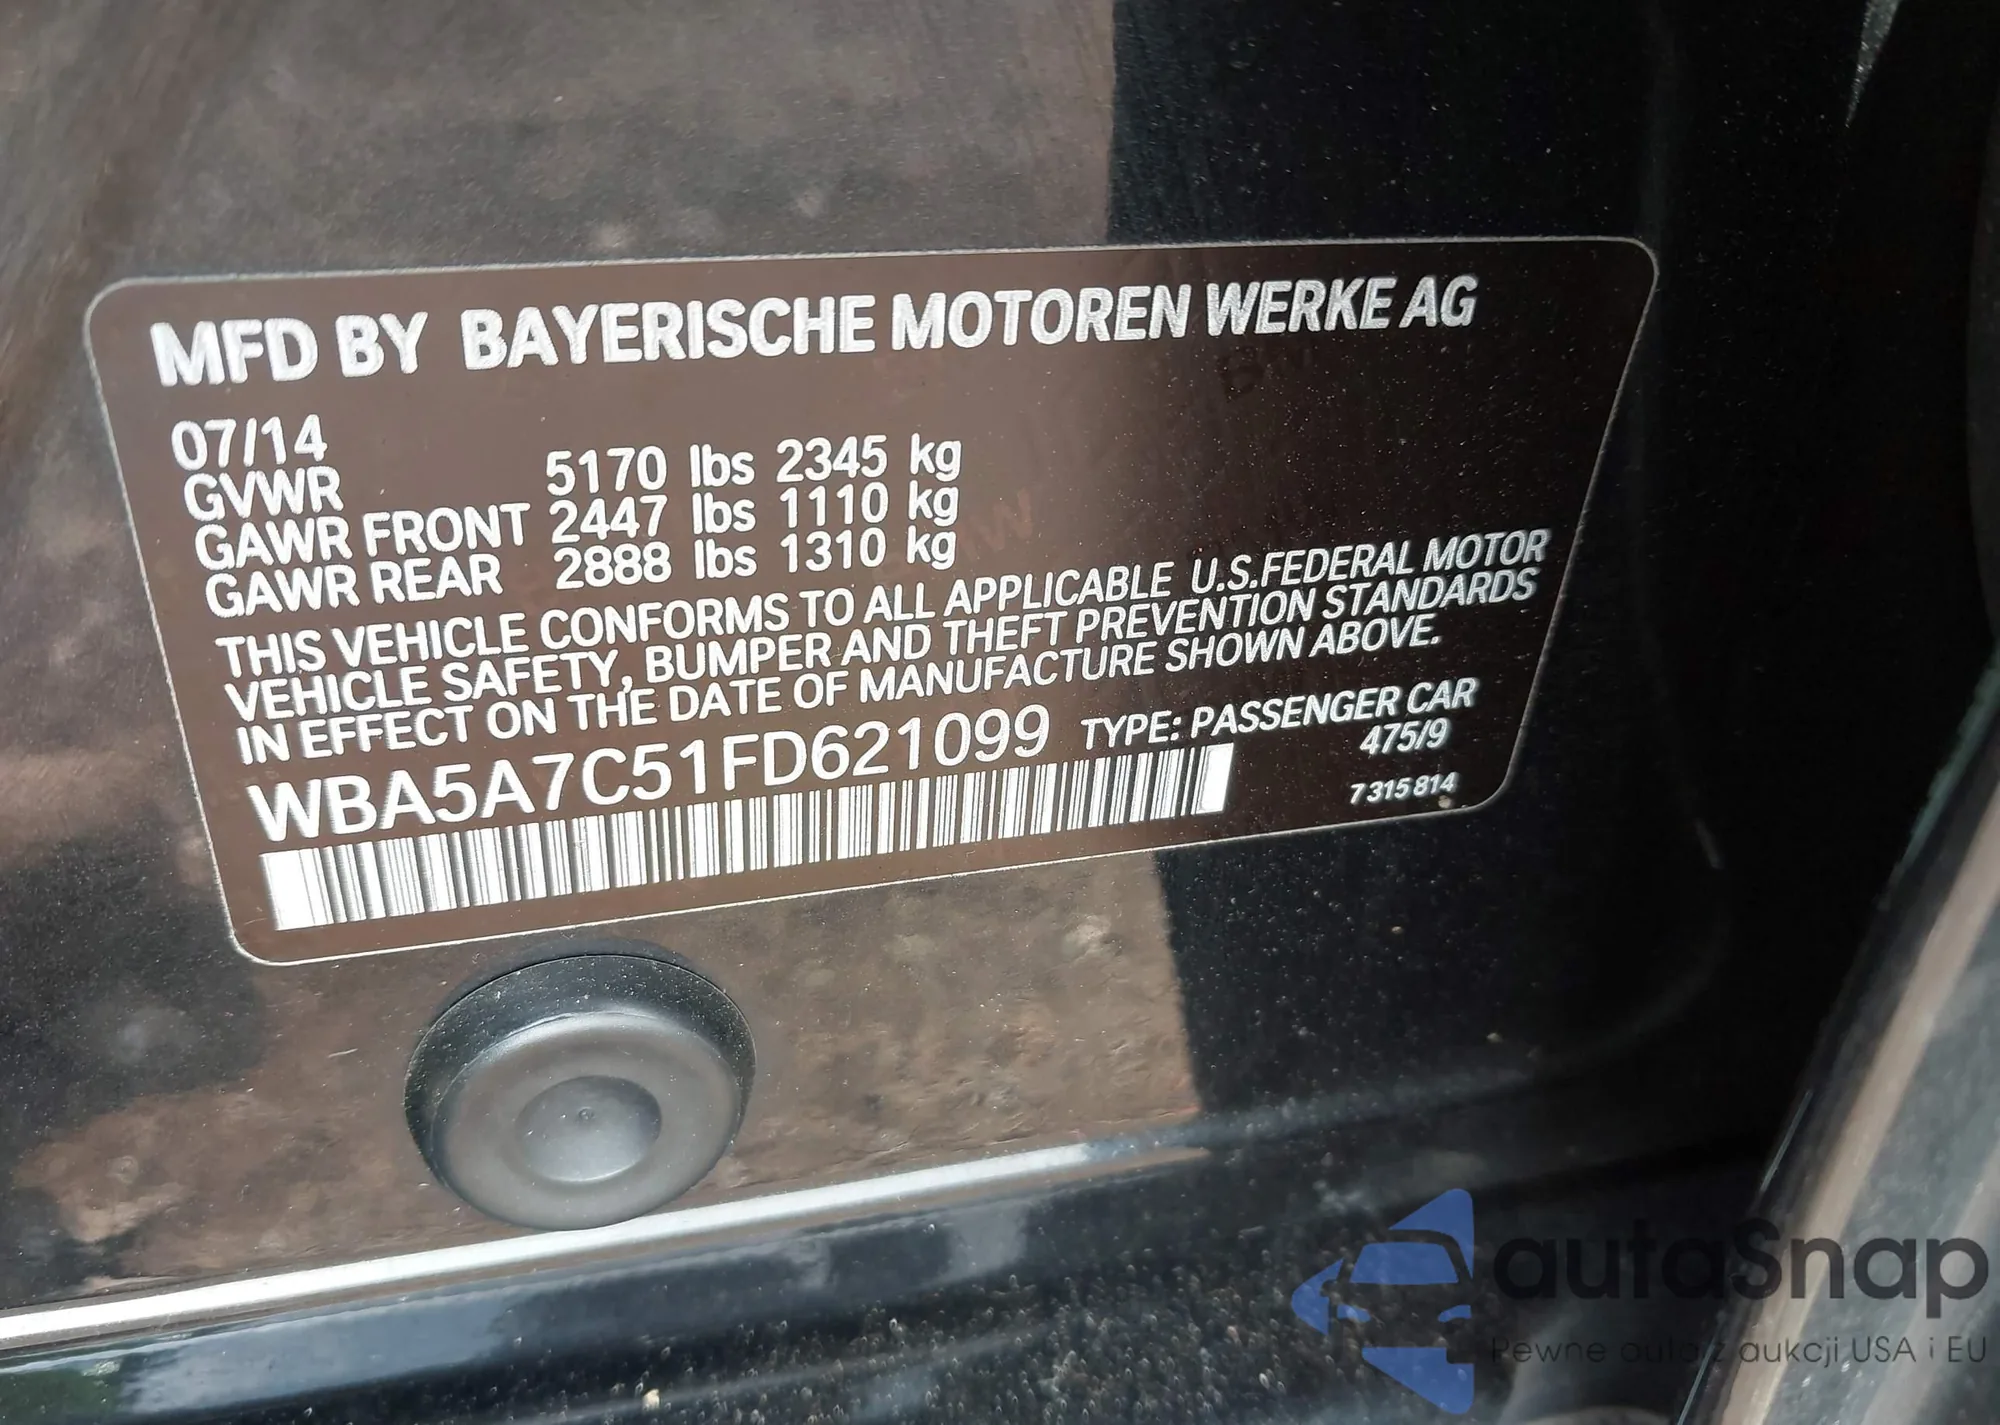 MFD BY BAYERISCHE MOTOREN WERKE AG
07/14
GVWR 5170 lbs 2345 kg
GAWR FRONT 2447 lbs 1110 kg
GAWR REAR 2888 lbs 1310 kg
THIS VEHICLE CONFORMS TO ALL APPLICABLE U.S.FEDERAL MOTOR
VEHICLE SAFETY, BUMPER AND THEFT PREVENTION STANDARDS
IN EFFECT ON THE DATE OF MANUFACTURE SHOWN ABOVE.
WBA5A7C51FD621099 TYPE: PASSENGER CAR
475/9
7 315 814
autaSnap
Pewne auta z aukcji USA i EU